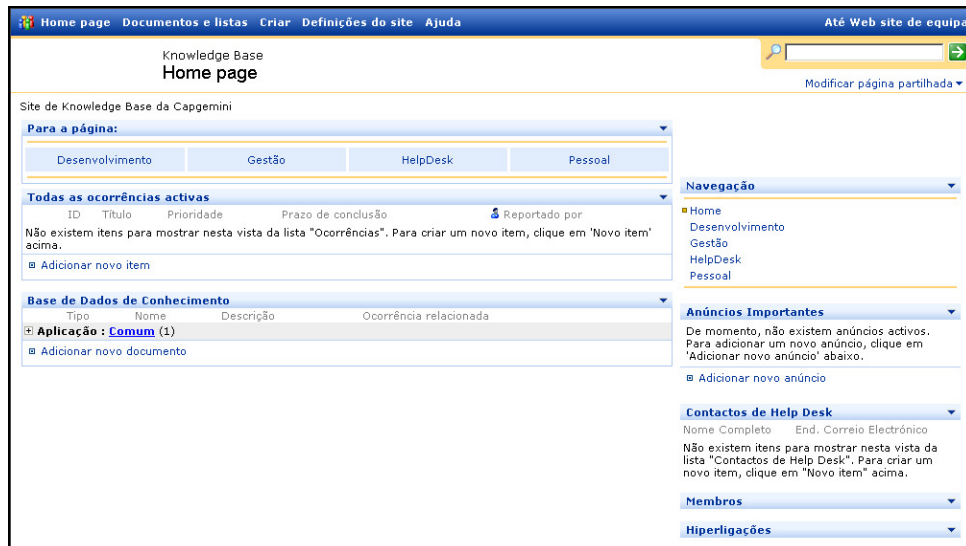 Home page Documentos e listas Criar Definições do site Ajuda Até Web site de equipa
Knowledge Base
Home page
Modificar página partilhada
Site de Knowledge Base da Capgemini
Para a página:
Desenvolvimento Gestão HelpDesk Pessoal
Todas as ocorrências activas
ID Título Prioridade Prazo de conclusão Reportado por
Não existem itens para mostrar nesta vista da lista "Ocorrências". Para criar um novo item, clique em 'Novo item'
acima.
Adicionar novo item
Base de Dados de Conhecimento
Tipo Nome Descrição Ocorrência relacionada
Aplicação : Comum (1)
Adicionar novo documento
Navegação
Home
Desenvolvimento
Gestão
HelpDesk
Pessoal
Anúncios Importantes
De momento, não existem anúncios activos.
Para adicionar um novo anúncio, clique em
'Adicionar novo anúncio' abaixo.
Adicionar novo anúncio
Contactos de Help Desk
Nome Completo End. Correio Electrónico
Não existem itens para mostrar nesta vista da
lista "Contactos de Help Desk". Para criar um
novo item, clique em "Novo item" acima.
Membros
Hiperligações